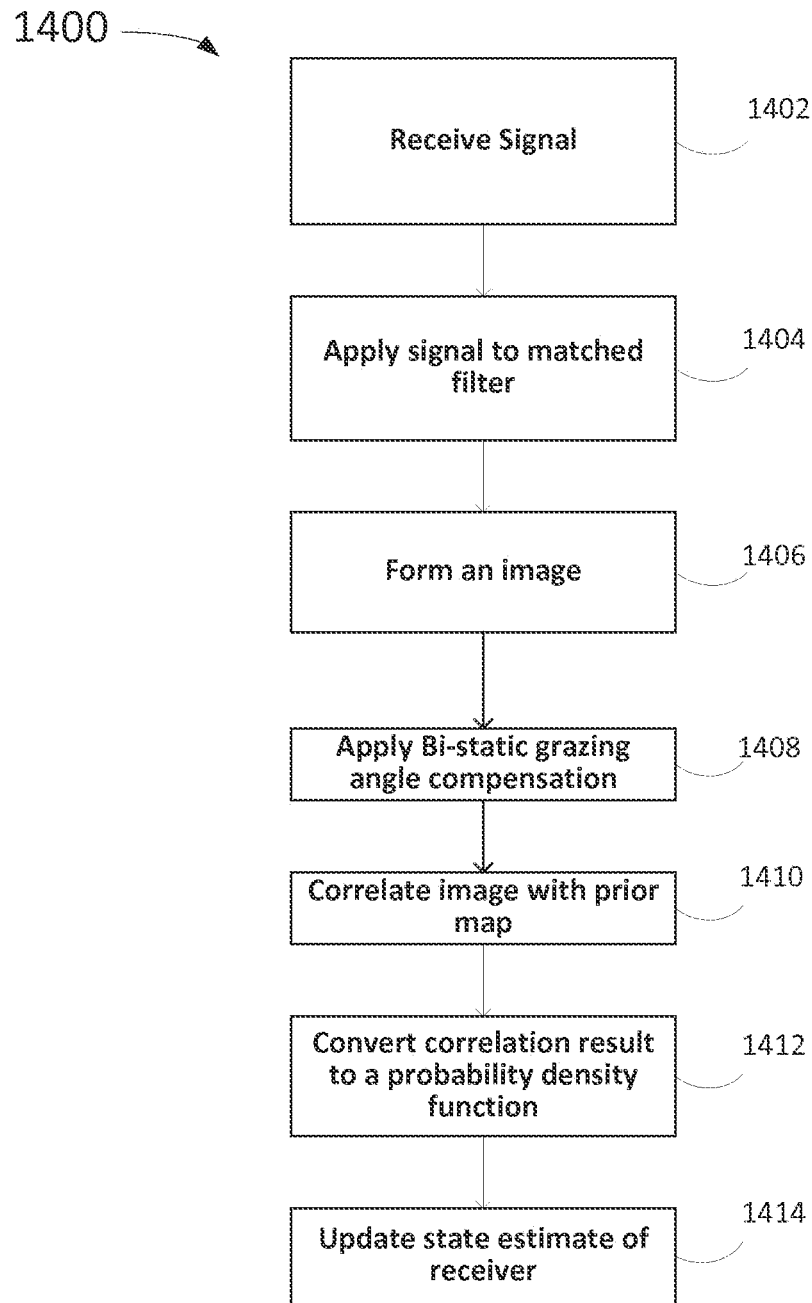 1400
Receive Signal
1402
Apply signal to matched
filter
1404
Form an image
1406
Apply Bi-static grazing
angle compensation
1408
Correlate image with prior
map
1410
Convert correlation result
to a probability density
function
1412
Update state estimate of
receiver
1414